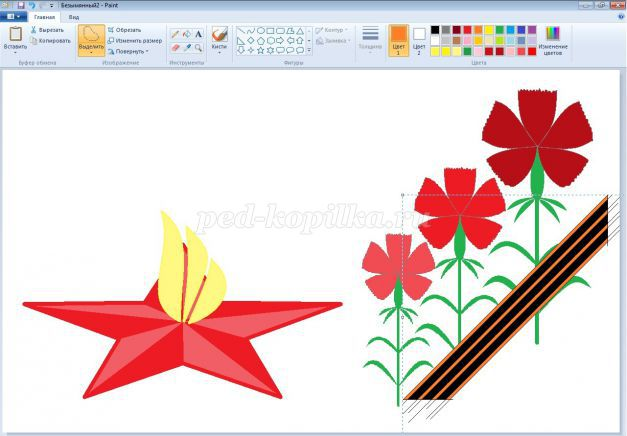 Безымянный2 - Paint
Главная Вид
Вставить
Вырезать
Копировать
Буфер обмена
Выделить
Обрезать
Изменить размер
Повернуть
Изображение
Инструменты
Кисти
Фигуры
Контур
Заливка
Толщина
Цвет 1
Цвет 2
Изменение цветов
Цвета
ped-kopilka.ru